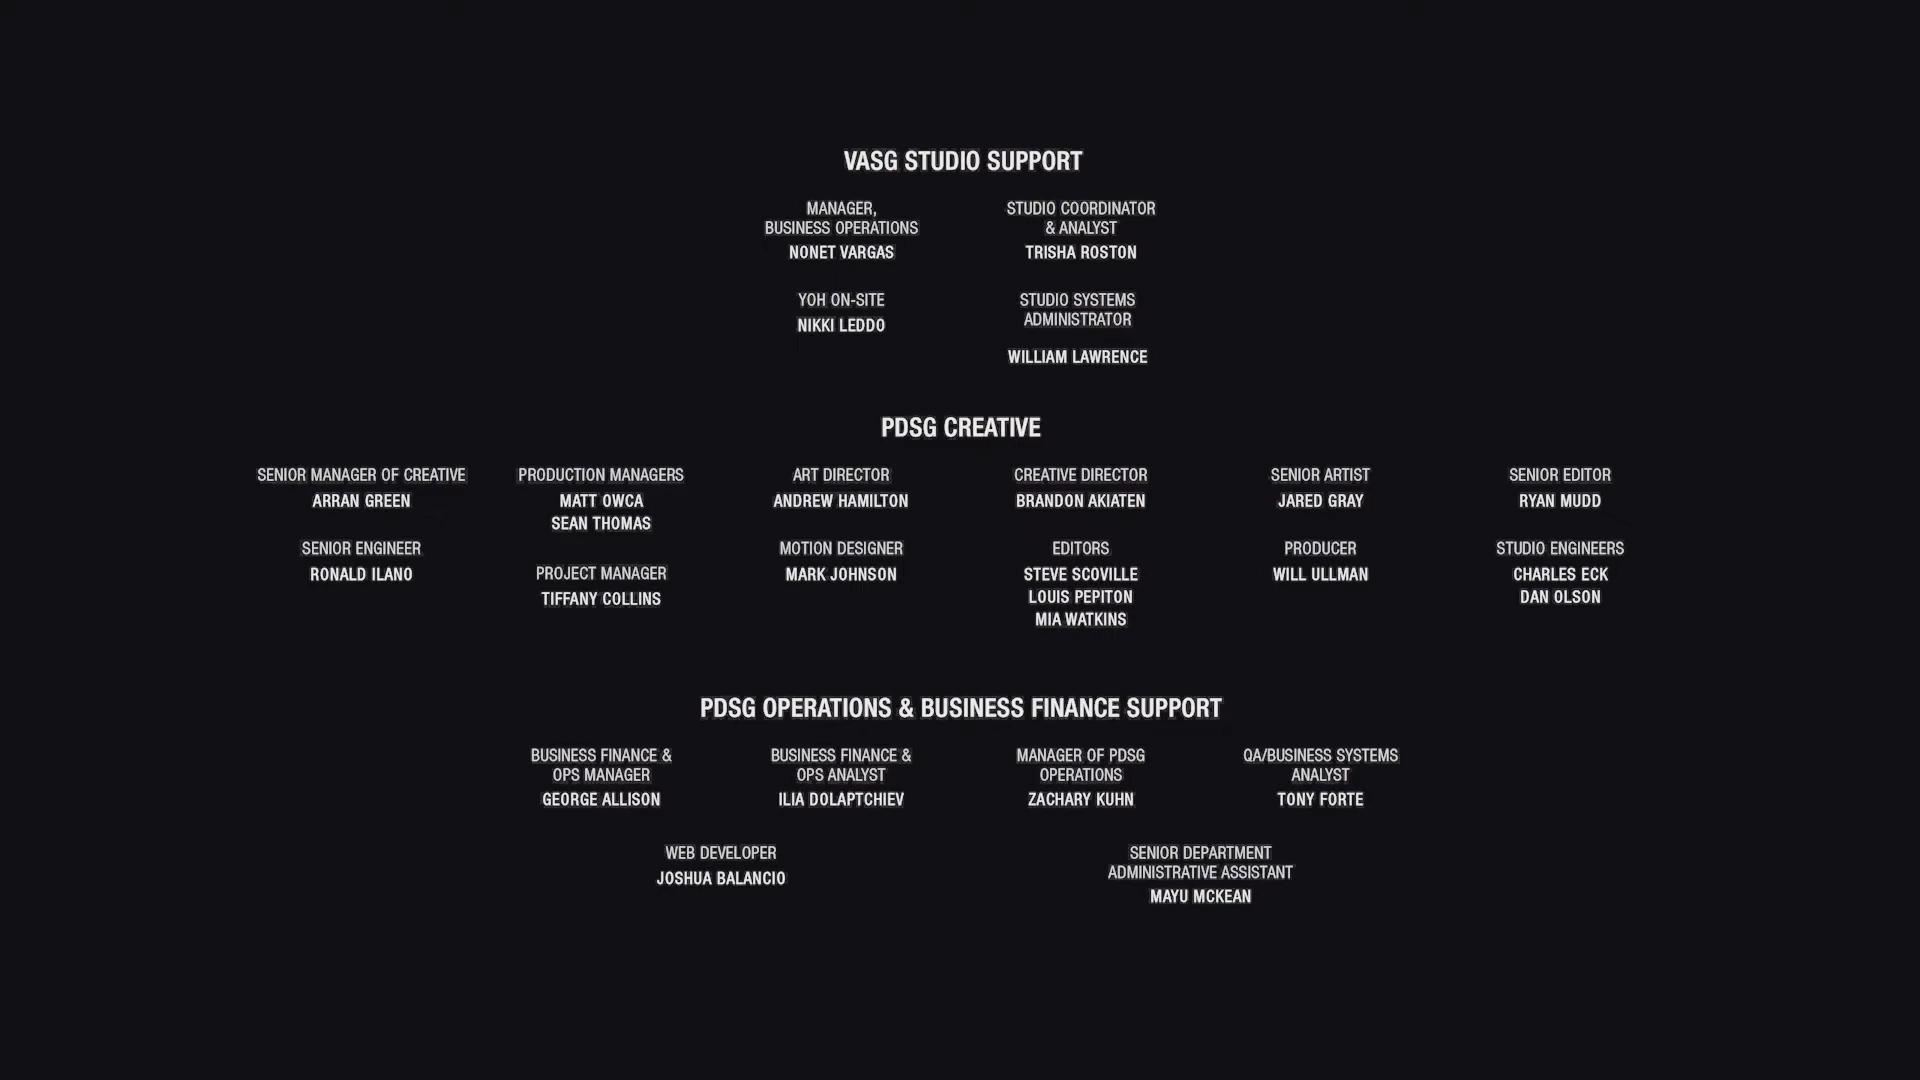 VASG STUDIO SUPPORT
MANAGER,
BUSINESS OPERATIONS
NONET VARGAS
STUDIO COORDINATOR
& ANALYST
TRISHA ROSTON
YOH ON-SITE
NIKKI LEDDO
STUDIO SYSTEMS
ADMINISTRATOR
WILLIAM LAWRENCE
PDSG CREATIVE
SENIOR MANAGER OF CREATIVE
ARRAN GREEN
PRODUCTION MANAGERS
MATT OWCA
SEAN THOMAS
ART DIRECTOR
ANDREW HAMILTON
CREATIVE DIRECTOR
BRANDON AKIATEN
SENIOR ARTIST
JARED GRAY
SENIOR EDITOR
RYAN MUDD
SENIOR ENGINEER
RONALD ILANO
PROJECT MANAGER
TIFFANY COLLINS
MOTION DESIGNER
MARK JOHNSON
EDITORS
STEVE SCOVILLE
LOUIS PEPITON
MIA WATKINS
PRODUCER
WILL ULLMAN
STUDIO ENGINEERS
CHARLES ECK
DAN OLSON
PDSG OPERATIONS & BUSINESS FINANCE SUPPORT
BUSINESS FINANCE &
OPS MANAGER
GEORGE ALLISON
BUSINESS FINANCE &
OPS ANALYST
ILIA DOLAPTCHIEV
MANAGER OF PDSG
OPERATIONS
ZACHARY KUHN
QA/BUSINESS SYSTEMS
ANALYST
TONY FORTE
WEB DEVELOPER
JOSHUA BALANCIO
SENIOR DEPARTMENT
ADMINISTRATIVE ASSISTANT
MAYU MCKEAN